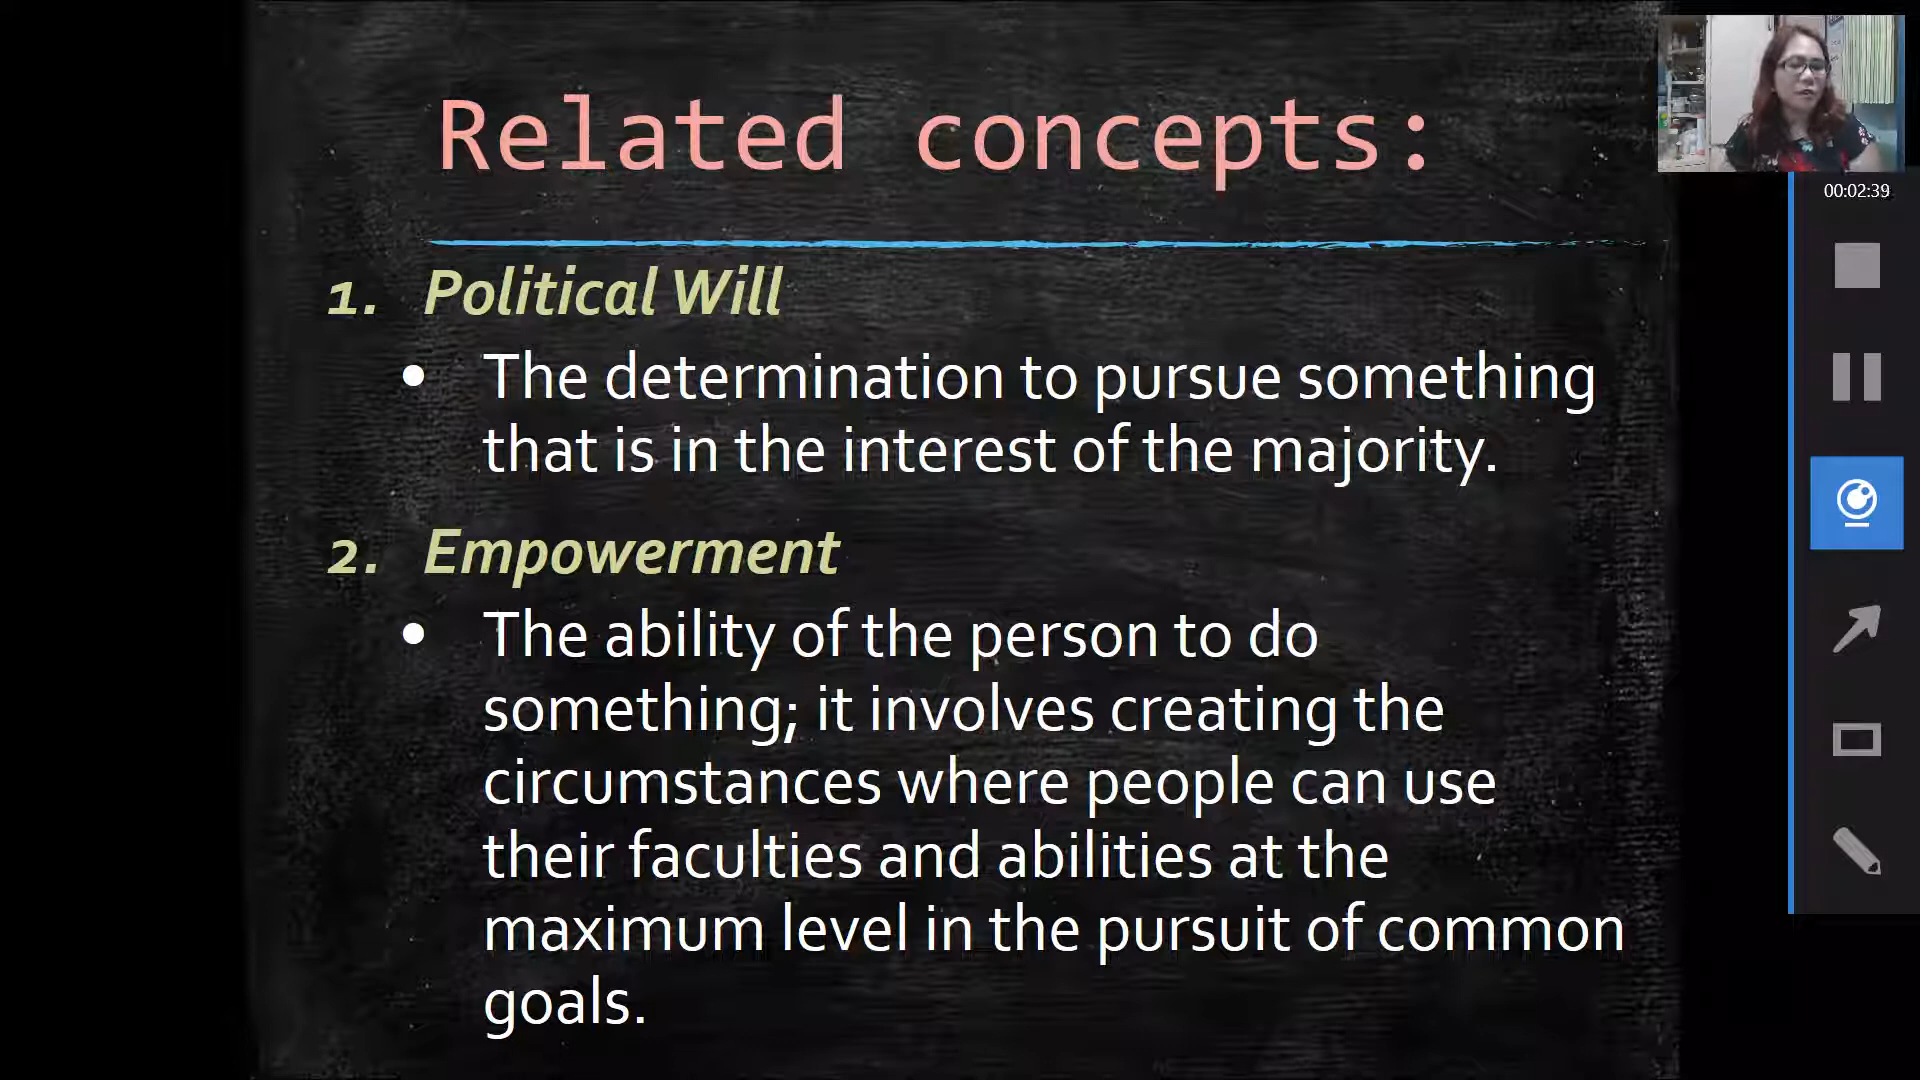 Related concepts:
00:02:39
1. Political Will
• The determination to pursue something
that is in the interest of the majority.
2. Empowerment
• The ability of the person to do
something; it involves creating the
circumstances where people can use
their faculties and abilities at the
maximum level in the pursuit of common
goals.